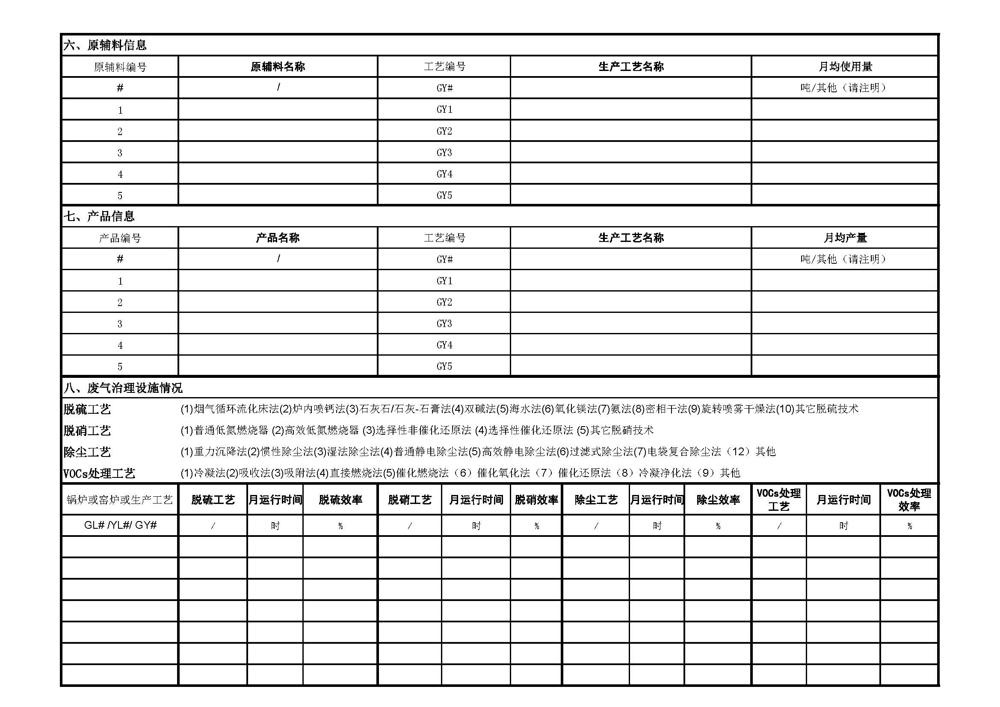 六、原辅料信息
原辅料编号 原辅料名称 工艺编号 生产工艺名称 月均使用量
# / GY# 吨/其他（请注明）
1 GY1
2 GY2
3 GY3
4 GY4
5 GY5
七、产品信息
产品编号 产品名称 工艺编号 生产工艺名称 月均产量
# / GY# 吨/其他（请注明）
1 GY1
2 GY2
3 GY3
4 GY4
5 GY5
八、废气治理设施情况
脱硫工艺 (1)烟气循环流化床法(2)炉内喷钙法(3)石灰石/石灰-石膏法(4)双碱法(5)海水法(6)氧化镁法(7)氨法(8)密相干法(9)旋转喷雾干燥法(10)其它脱硫技术
脱硝工艺 (1)普通低氮燃烧器 (2)高效低氮燃烧器 (3)选择性非催化还原法 (4)选择性催化还原法 (5)其它脱硝技术
除尘工艺 (1)重力沉降法(2)惯性除尘法(3)湿法除尘法(4)普通静电除尘法(5)高效静电除尘法(6)过滤式除尘法(7)电袋复合除尘法（12）其他
VOCs处理工艺 (1)冷凝法(2)吸收法(3)吸附法(4)直接燃烧法(5)催化燃烧法（6）催化氧化法（7）催化还原法（8）冷凝净化法（9）其他
锅炉或窑炉或生产工艺 脱硫工艺 月运行时间 脱硫效率 脱硝工艺 月运行时间 脱硝效率 除尘工艺 月运行时间 除尘效率 VOCs处理工艺 月运行时间 VOCs处理效率
GL# /YL#/ GY# / 时 % / 时 % / 时 % / 时 %